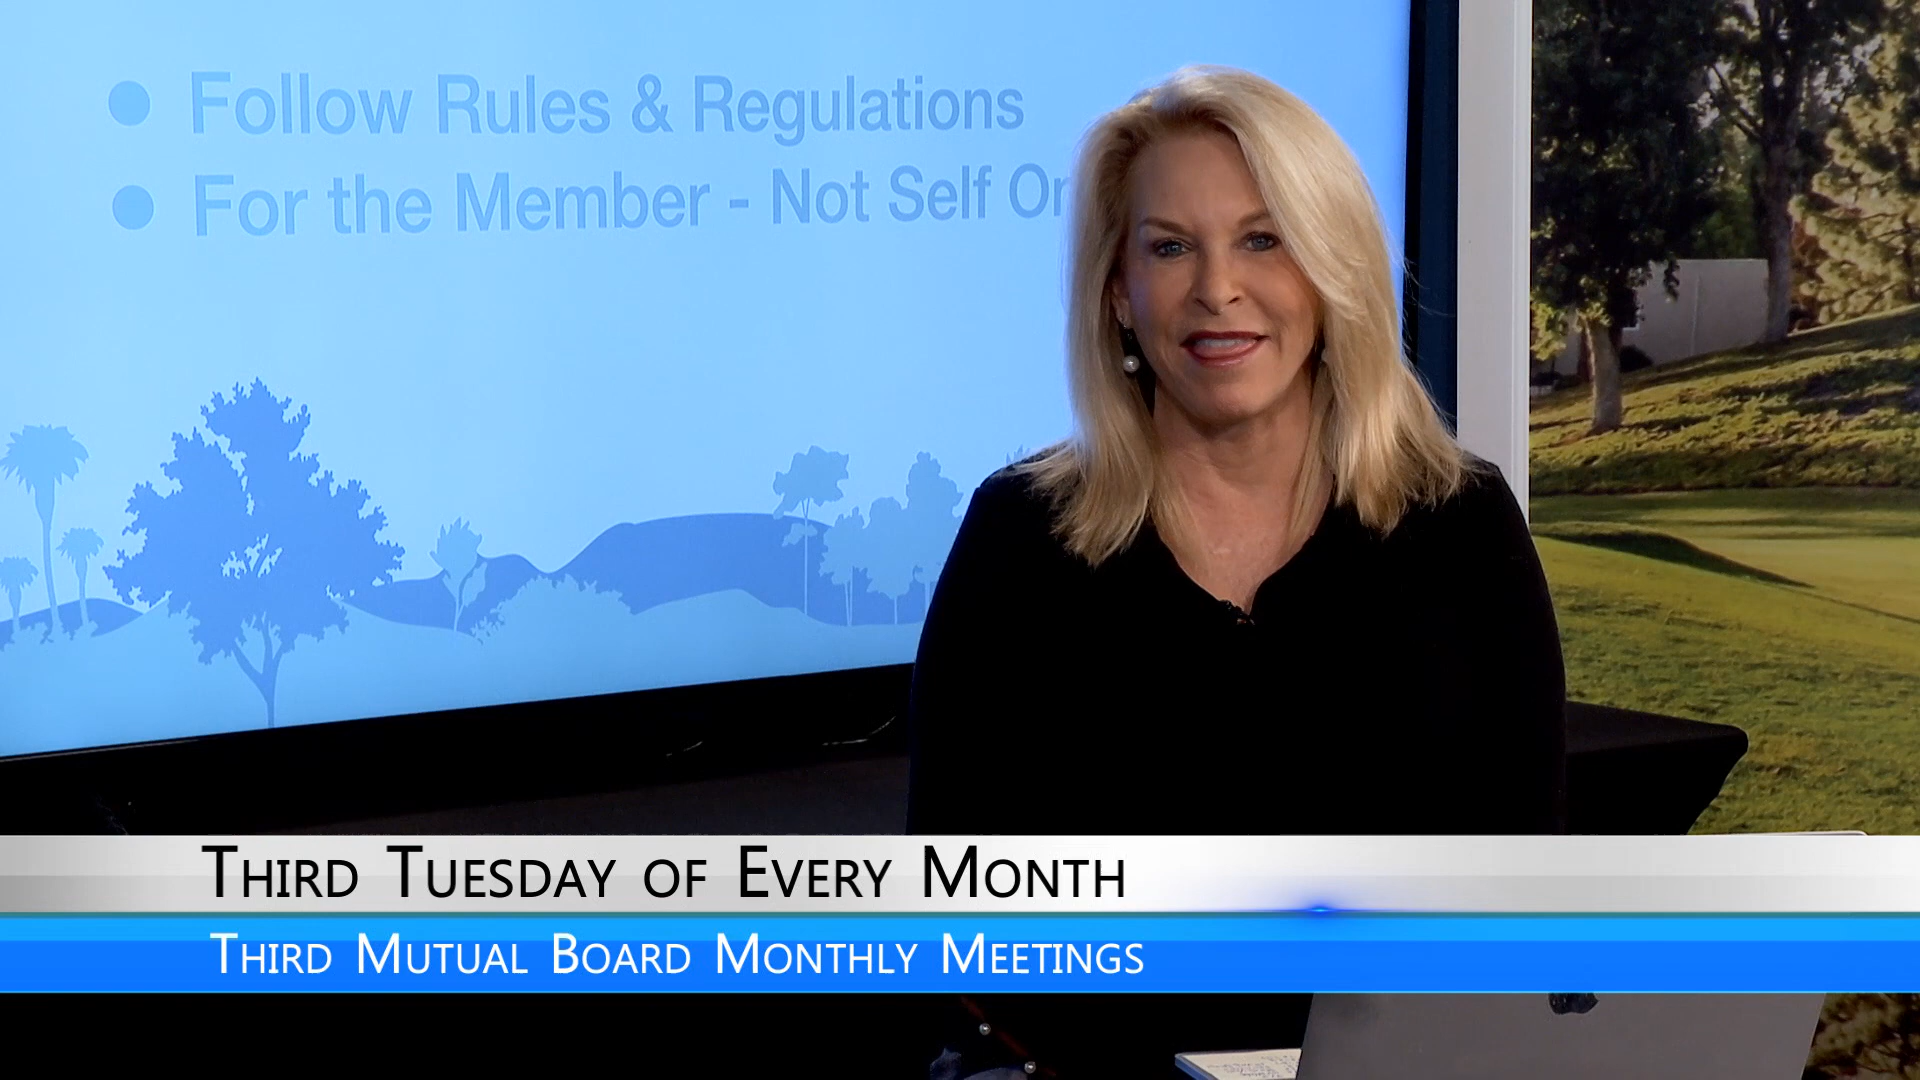 Follow Rules & Regulations
For the Member - Not Self
Third Tuesday of Every Month
Third Mutual Board Monthly Meetings